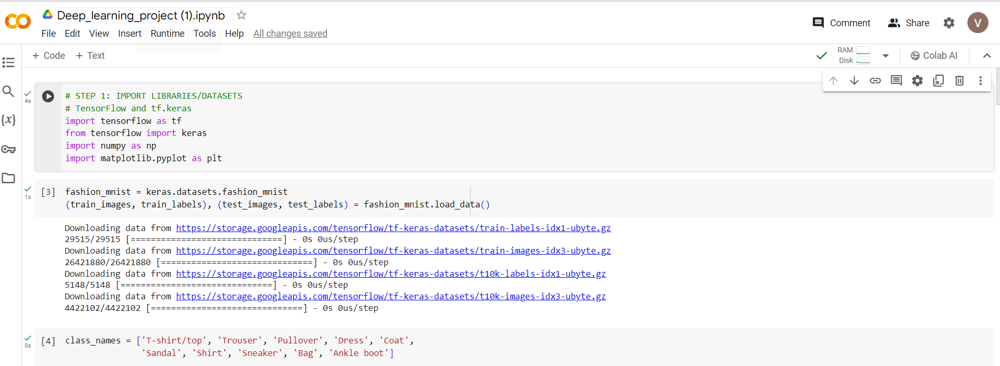 Deep_learning_project (1).ipynb
File Edit View Insert Runtime Tools Help All changes saved
Comment Share V
+ Code + Text
RAM
Disk
Colab AI
4s
# STEP 1: IMPORT LIBRARIES/DATASETS
# TensorFlow and tf.keras
import tensorflow as tf
from tensorflow import keras
import numpy as np
import matplotlib.pyplot as plt
{x}
1s
[3] fashion_mnist = keras.datasets.fashion_mnist
(train_images, train_labels), (test_images, test_labels) = fashion_mnist.load_data()
Downloading data from https://storage.googleapis.com/tensorflow/tf-keras-datasets/train-labels-idx1-ubyte.gz
29515/29515 [==============================] - 0s 0us/step
Downloading data from https://storage.googleapis.com/tensorflow/tf-keras-datasets/train-images-idx3-ubyte.gz
26421880/26421880 [==============================] - 0s 0us/step
Downloading data from https://storage.googleapis.com/tensorflow/tf-keras-datasets/t10k-labels-idx1-ubyte.gz
5148/5148 [==============================] - 0s 0us/step
Downloading data from https://storage.googleapis.com/tensorflow/tf-keras-datasets/t10k-images-idx3-ubyte.gz
4422102/4422102 [==============================] - 0s 0us/step
0s
[4] class_names = ['T-shirt/top', 'Trouser', 'Pullover', 'Dress', 'Coat',
'Sandal', 'Shirt', 'Sneaker', 'Bag', 'Ankle boot']